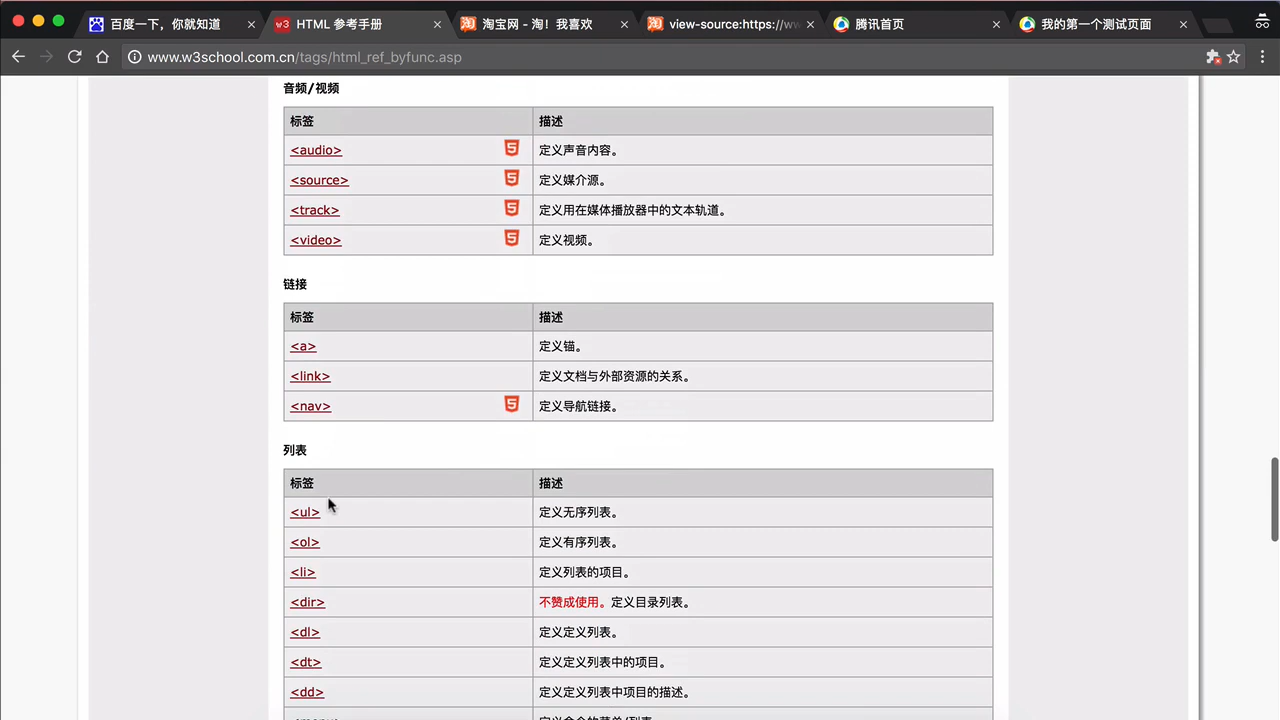 百度一下，你就知道
HTML 参考手册
淘宝网 - 淘！我喜欢
view-source:https://w
腾讯首页
我的第一个测试页面
www.w3school.com.cn/tags/html_ref_byfunc.asp
音频/视频
标签 描述
<audio> 定义声音内容。
<source> 定义媒介源。
<track> 定义用在媒体播放器中的文本轨道。
<video> 定义视频。
链接
标签 描述
<a> 定义锚。
<link> 定义文档与外部资源的关系。
<nav> 定义导航链接。
列表
标签 描述
<ul> 定义无序列表。
<ol> 定义有序列表。
<li> 定义列表的项目。
<dir> 不赞成使用。定义目录列表。
<dl> 定义定义列表。
<dt> 定义定义列表中的项目。
<dd> 定义定义列表中项目的描述。